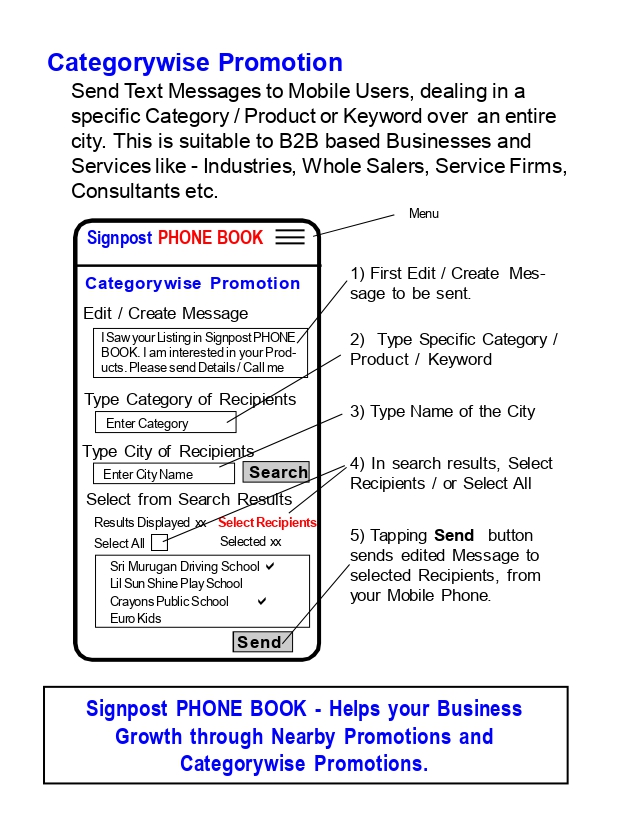 Categorywise Promotion
Send Text Messages to Mobile Users, dealing in a
specific Category / Product or Keyword over an entire
city. This is suitable to B2B based Businesses and
Services like - Industries, Whole Salers, Service Firms,
Consultants etc.
Menu
Signpost PHONE BOOK
Categorywise Promotion
Edit / Create Message
I Saw your Listing in Signpost PHONE
BOOK. I am interested in your Prod-
ucts. Please send Details / Call me
Type Category of Recipients
Enter Category
Type City of Recipients
Enter City Name
Search
Select from Search Results
Results Displayed xx Select Recipients
Select All Selected xx
Sri Murugan Driving School ✓
Lil Sun Shine Play School
Crayons Public School ✓
Euro Kids
Send
1) First Edit / Create Mes-
sage to be sent.
2) Type Specific Category /
Product / Keyword
3) Type Name of the City
4) In search results, Select
Recipients / or Select All
5) Tapping Send button
sends edited Message to
selected Recipients, from
your Mobile Phone.
Signpost PHONE BOOK - Helps your Business
Growth through Nearby Promotions and
Categorywise Promotions.